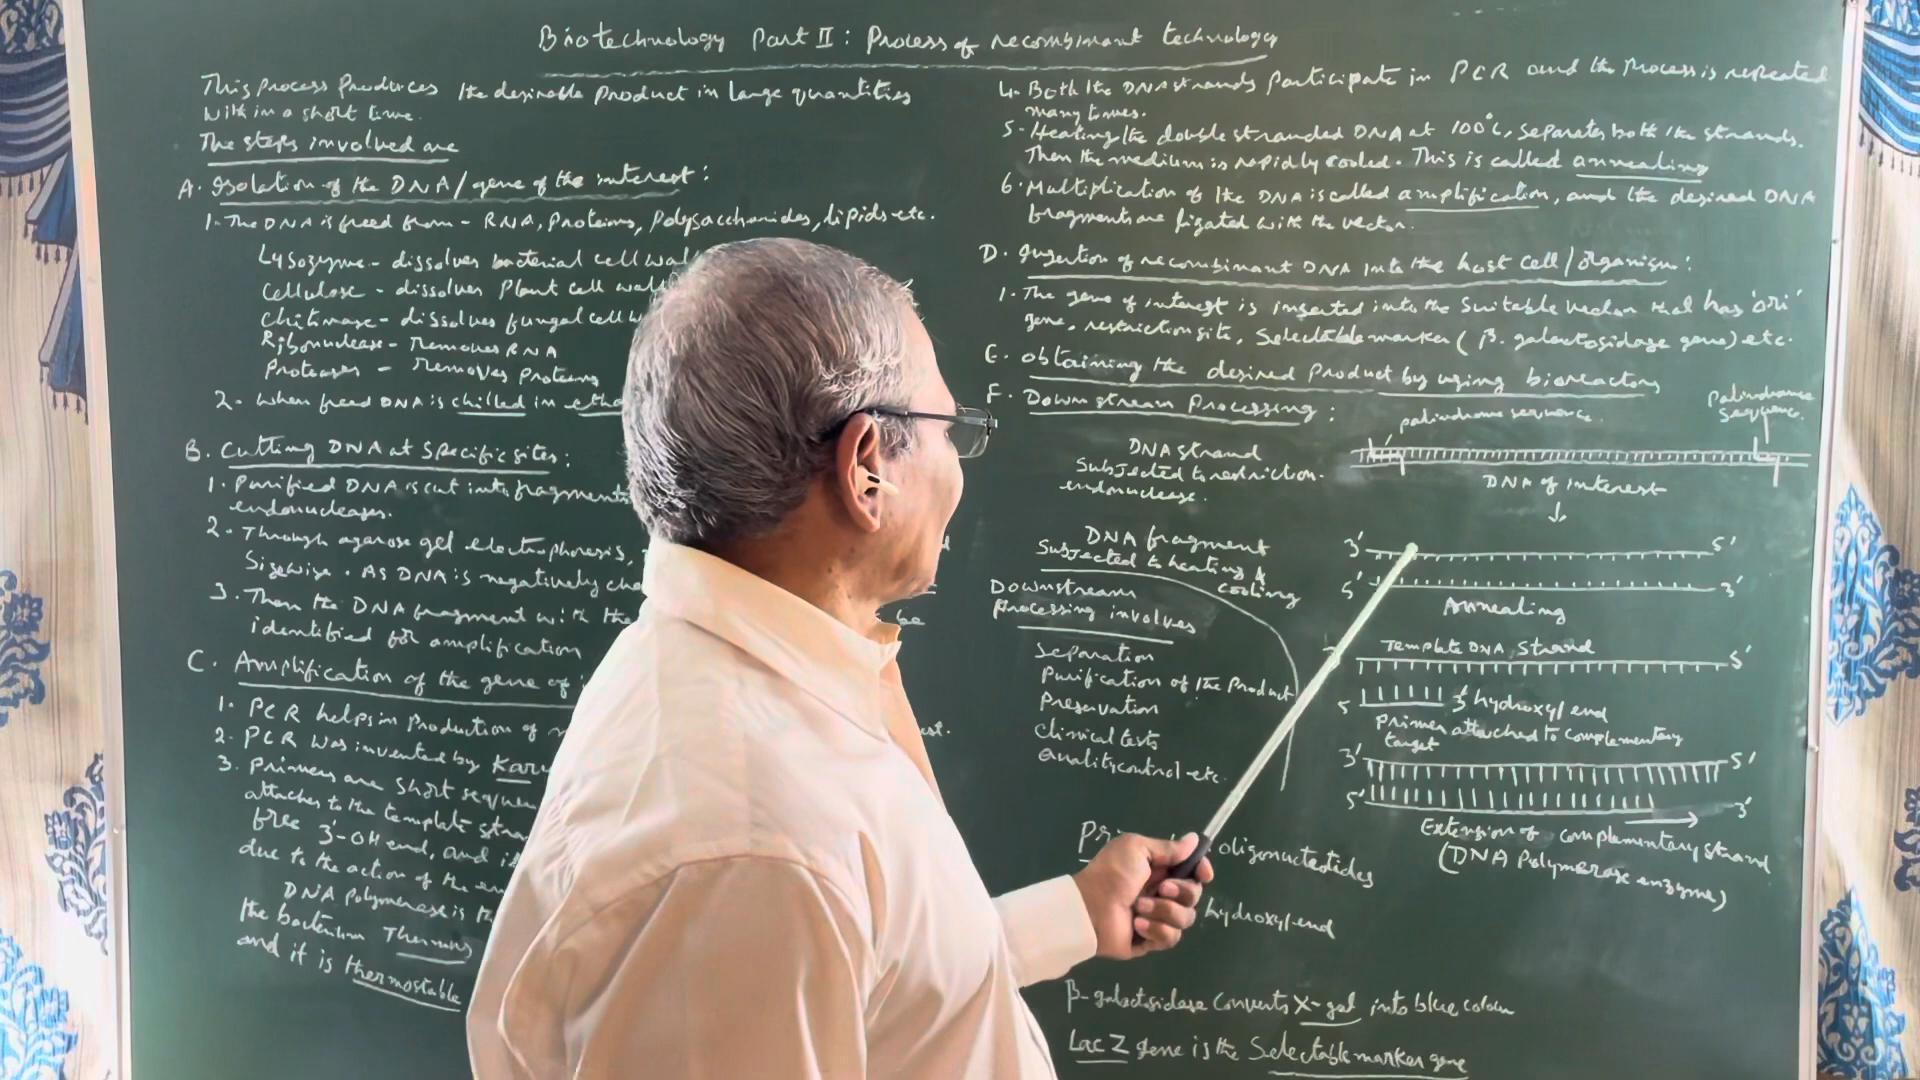 Biotechnology Part II : Process of recombinant technology
This process produces the desirable product in large quantities
with in a short time.
The steps involved are
A. Isolation of the DNA/gene of the interest :
1. The DNA is freed from - RNA, Proteins, Polysaccharides, lipids etc.
Lysozyme - dissolves bacterial cell wall
Cellulose - dissolves Plant cell wall
Chitinase - dissolves fungal cell
Ribonuclease - removes RNA
Proteases - removes proteins
2. When freed DNA is chilled in
B. Cutting DNA at specific sites :
1. Purified DNA is cut into fragments
endonucleases.
2. Through agarose gel electrophoresis,
Sizewise. As DNA is negatively
3. Then the DNA fragment with the be
identified for amplification
C. Amplification of the gene of
1. PCR helps in production of
2. PCR was invented by
3. Primers are short
attaches to the template
free 3'-OH end, and
due to the action of the
DNA polymerase is
the bacterium Thermus
and it is thermostable
4. Both the DNA strands participate in PCR and the process is repeated
many times.
5. Heating the double stranded DNA at 100°C, separates both the strands.
Then the medium is rapidly cooled. This is called annealing
6. Multiplication of the DNA is called amplification, and the desired DNA
fragments are ligated with the vector.
D. Insertion of recombinant DNA into the host cell/organism :
1. The gene of interest is inserted into the suitable vector that has 'ori'
gene, restriction site, selectable marker (β. galactosidase gene) etc.
E. obtaining the desired product by using bioreactors
F. Downstream Processing :
palindrome sequence.
palindrome
sequence.
DNA strand
subjected to restriction.
endonuclease.
DNA of interest
DNA fragment
subjected to heating &
cooling
3' 5'
5' 3'
Annealing
Downstream
processing involves
Separation
Purification of the product
Preservation
Clinical tests
Quality control etc.
Template DNA strand
5'
5 3' hydroxyl end
Primer attached to complementary
target
3' 5'
5' 3'
Extension of complementary strand
(DNA Polymerase enzyme)
oligonucleotides
hydroxyl end
β-galactosidase converts X-gal into blue colour
Lac Z gene is the Selectable marker gene